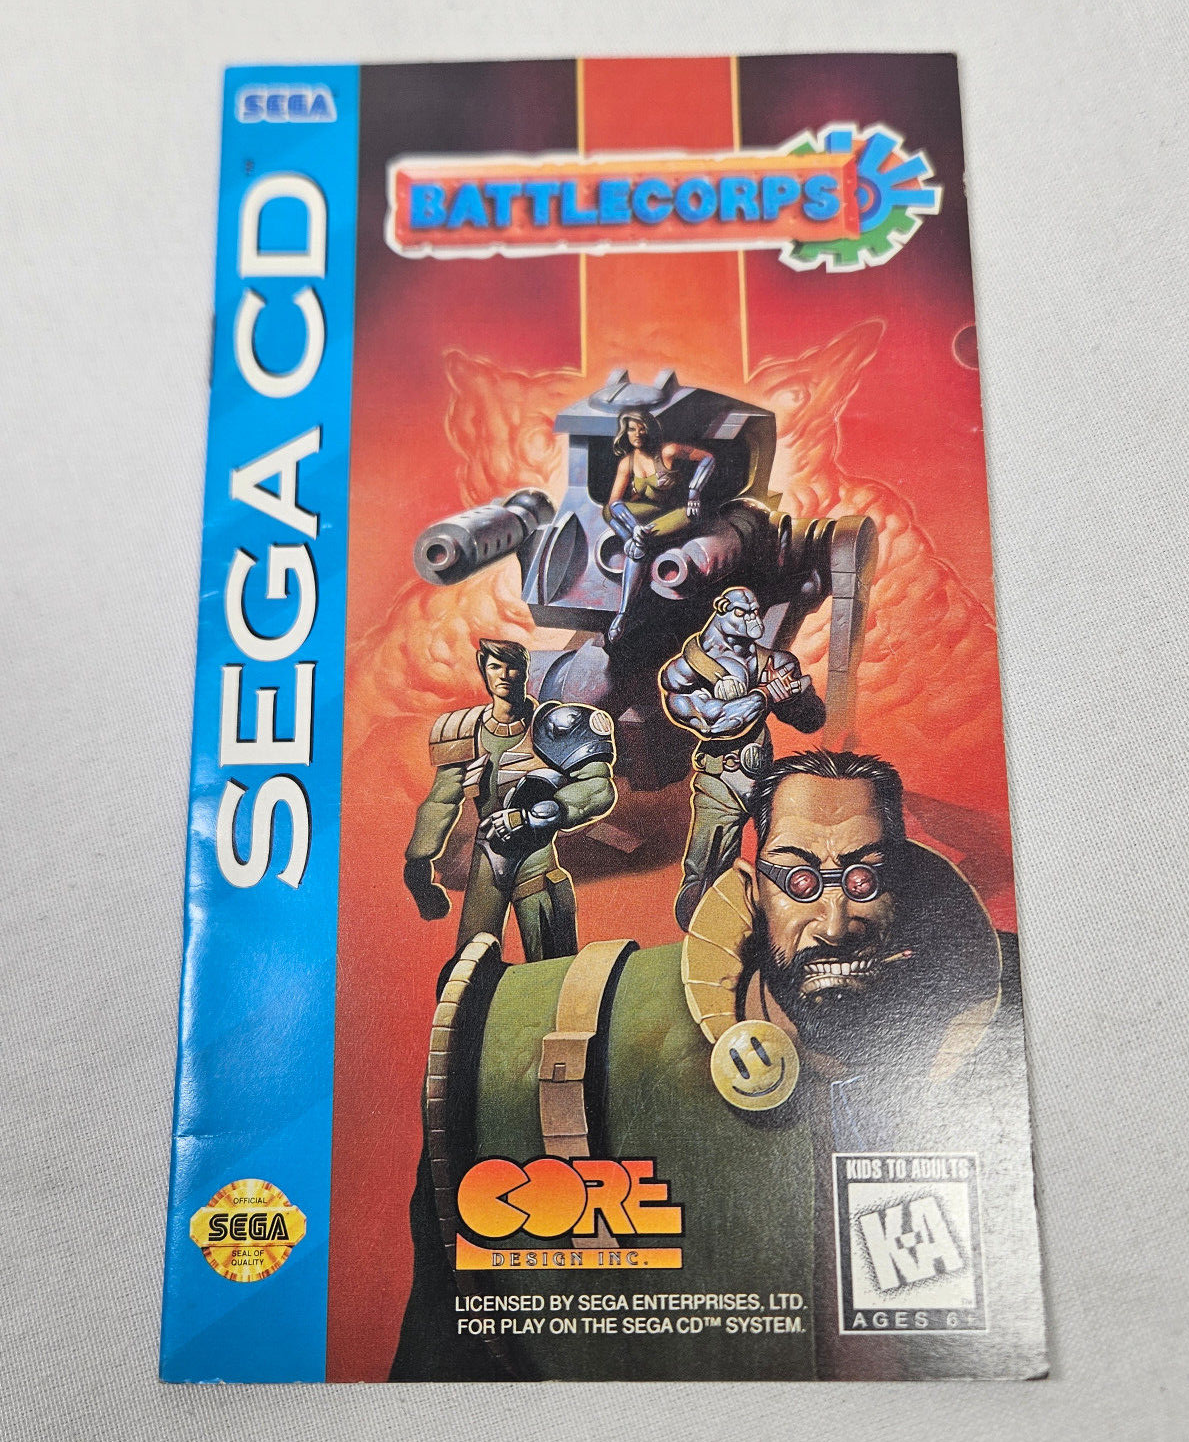 SEGA
SEGA CD™
BATTLECORPS
OFFICIAL
SEGA
SEAL OF
QUALITY
CORE
DESIGN INC.
LICENSED BY SEGA ENTERPRISES, LTD.
FOR PLAY ON THE SEGA CD™ SYSTEM.
KIDS TO ADULTS
K-A
AGES 6+